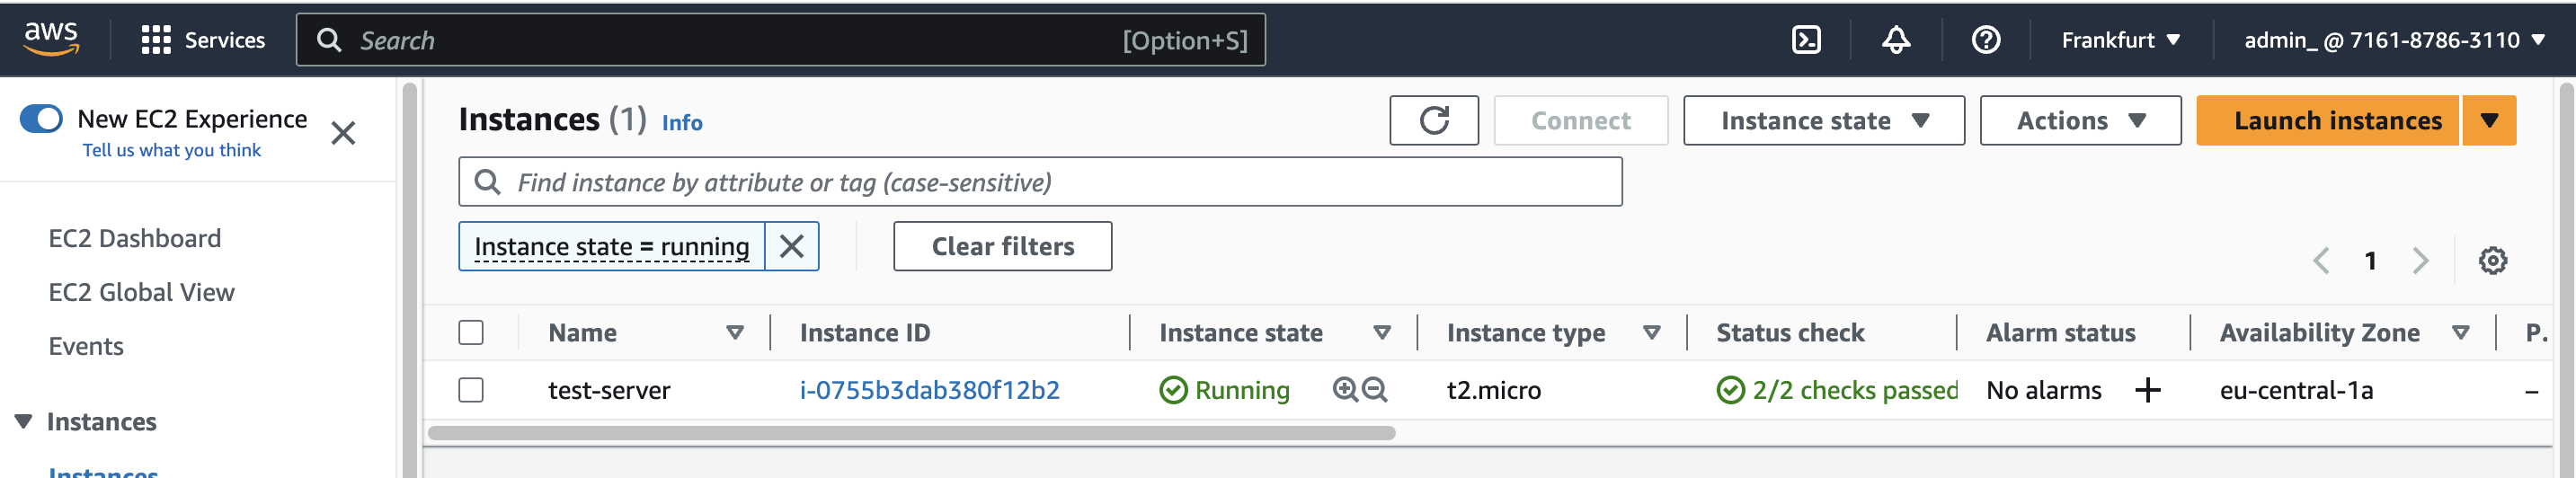 aws
Services
Search
[Option+S]
Frankfurt
admin_ @ 7161-8786-3110
New EC2 Experience
Tell us what you think
EC2 Dashboard
EC2 Global View
Events
Instances
Instances
Instances (1) Info
Connect
Instance state
Actions
Launch instances
Find instance by attribute or tag (case-sensitive)
Instance state = running
Clear filters
1
Name Instance ID Instance state Instance type Status check Alarm status Availability Zone P.
test-server i-0755b3dab380f12b2 Running t2.micro 2/2 checks passed No alarms + eu-central-1a –